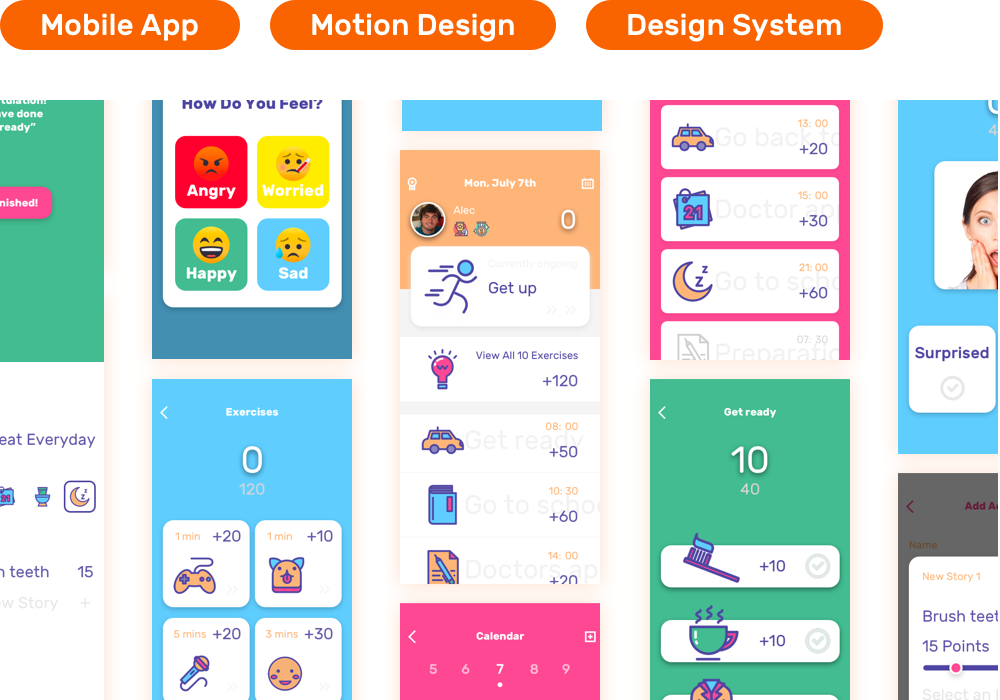 Mobile App
Motion Design
Design System
ave done
ready”
nished!
eat Everyday
21
n teeth 15
w Story +
How Do You Feel?
Angry
Worried
Happy
Sad
Exercises
0
120
1 min +20
1 min +10
5 mins +20
3 mins +30
Mon, July 7th
Alec
0
Currently ongoing
Get up
View All 10 Exercises
+120
08: 00
Get ready
+50
10: 30
Go to schoo
+60
14: 00
Doctors ap
+20
Calendar
5 6 7 8 9
13: 00
Go back to
+20
15: 00
21
Doctor ap
+30
21: 00
z z
Go to scho
+60
07: 30
Preparatio
Get ready
10
40
+10
+10
Surprised
Add Ac
Name
New Story 1
Brush teet
15 Points
Select an